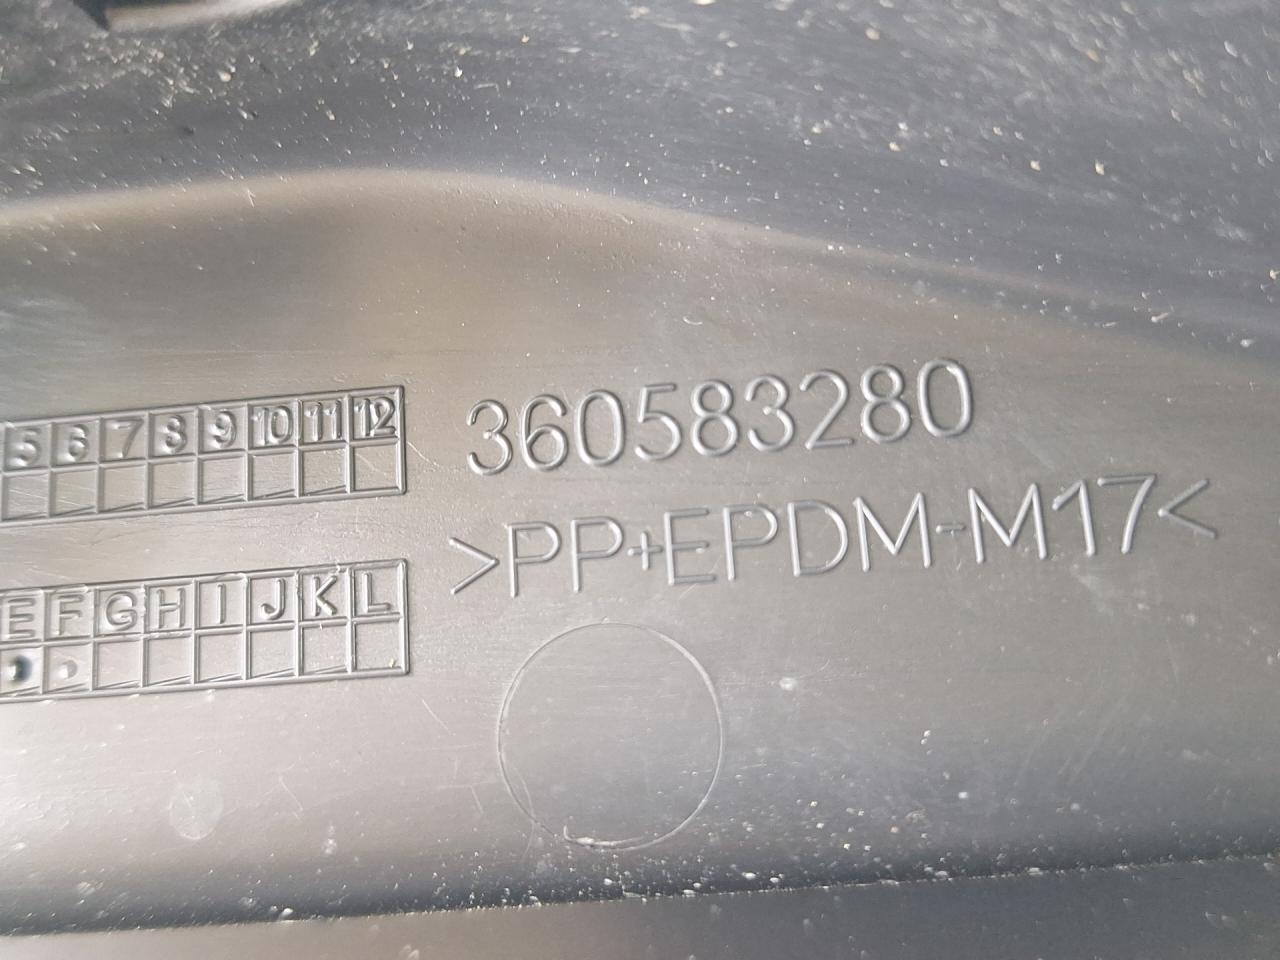 5 6 7 8 9 10 11 12
360583280
>PP+EPDM-M17<
E F G H I J K L